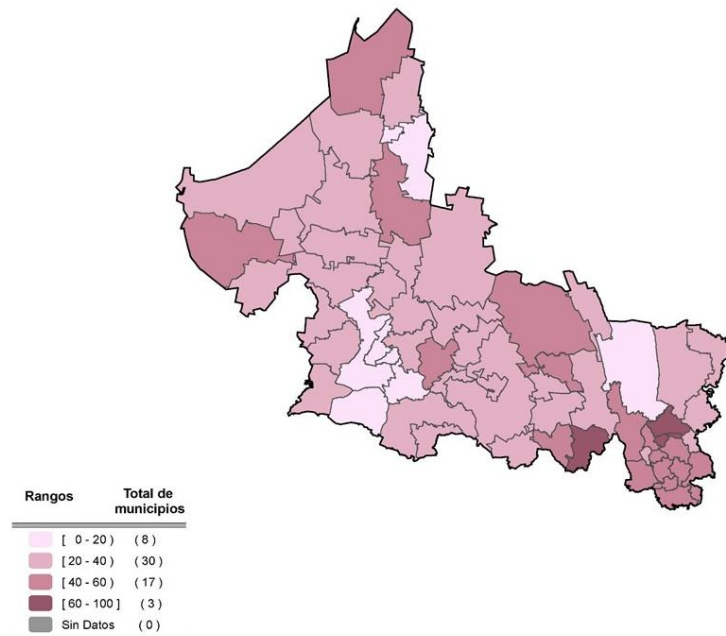 Rangos Total de municipios
[ 0 - 20) ( 8 )
[ 20 - 40) ( 30 )
[ 40 - 60) ( 17 )
[ 60 - 100 ] ( 3 )
Sin Datos ( 0 )